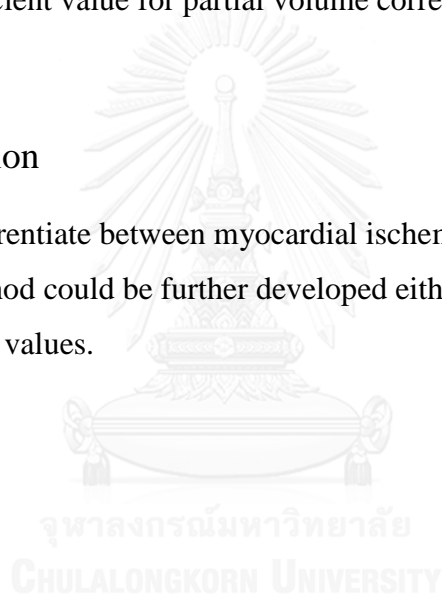 cient value for partial volume corre
on
rentiate between myocardial ischem
nod could be further developed eith
values.
จุฬาลงกรณ์มหาวิทยาลัย
CHULALONGKORN UNIVERSITY